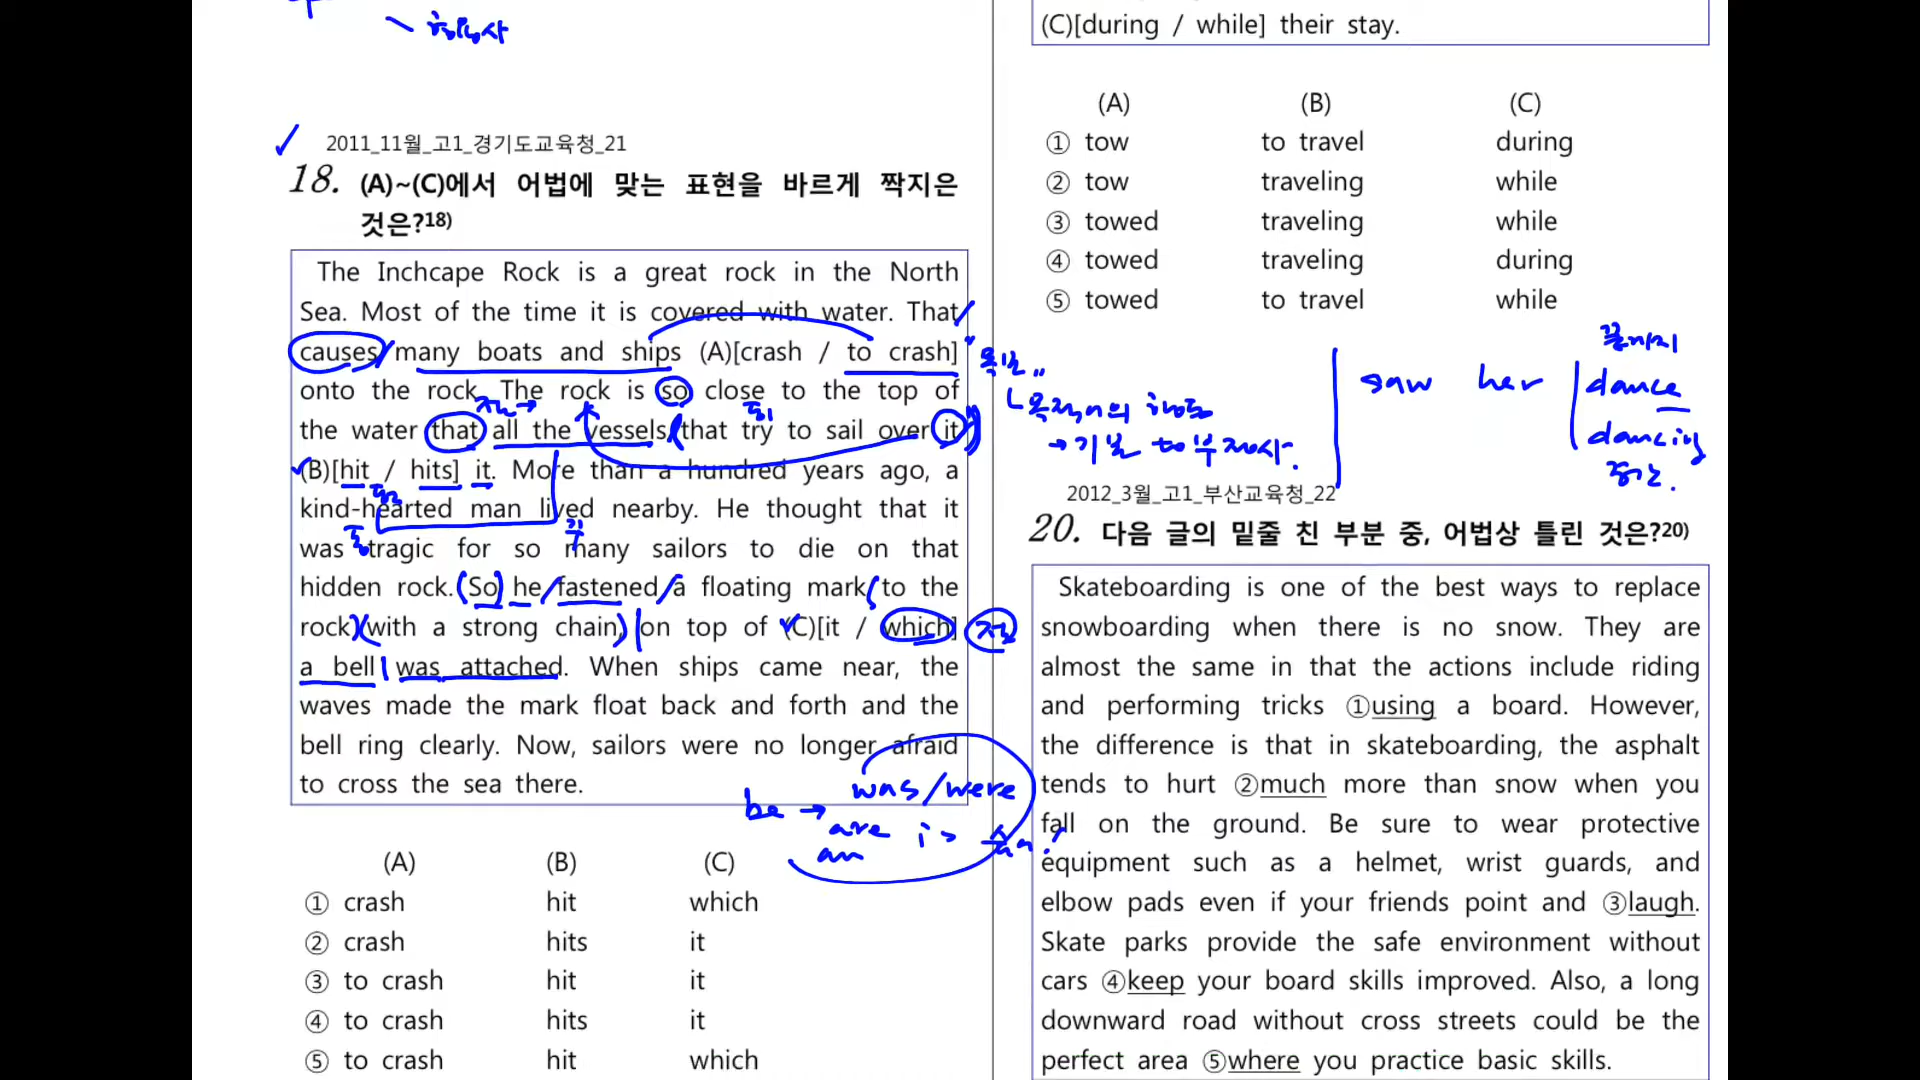 형용사
2011_11월_고1_경기도교육청_21
18. (A)~(C)에서 어법에 맞는 표현을 바르게 짝지은
것은?18)
The Inchcape Rock is a great rock in the North
Sea. Most of the time it is covered with water. That
causes many boats and ships (A)[crash / to crash]
onto the rock. The rock is so close to the top of
the water that all the vessels that try to sail over it
(B)[hit / hits] it. More than a hundred years ago, a
kind-hearted man lived nearby. He thought that it
was tragic for so many sailors to die on that
hidden rock. So he fastened a floating mark to the
rock with a strong chain, on top of (C)[it / which]
a bell was attached. When ships came near, the
waves made the mark float back and forth and the
bell ring clearly. Now, sailors were no longer afraid
to cross the sea there.
be → was/were
are is
am
(A) (B) (C)
① crash hit which
② crash hits it
③ to crash hit it
④ to crash hits it
⑤ to crash hit which
(C)[during / while] their stay.
(A) (B) (C)
① tow to travel during
② tow traveling while
③ towed traveling while
④ towed traveling during
⑤ towed to travel while
목적어의 행동
→ 기본 to부정사.
saw her dance
dancing
2012_3월_고1_부산교육청_22
20. 다음 글의 밑줄 친 부분 중, 어법상 틀린 것은?20)
Skateboarding is one of the best ways to replace
snowboarding when there is no snow. They are
almost the same in that the actions include riding
and performing tricks ①using a board. However,
the difference is that in skateboarding, the asphalt
tends to hurt ②much more than snow when you
fall on the ground. Be sure to wear protective
equipment such as a helmet, wrist guards, and
elbow pads even if your friends point and ③laugh.
Skate parks provide the safe environment without
cars ④keep your board skills improved. Also, a long
downward road without cross streets could be the
perfect area ⑤where you practice basic skills.